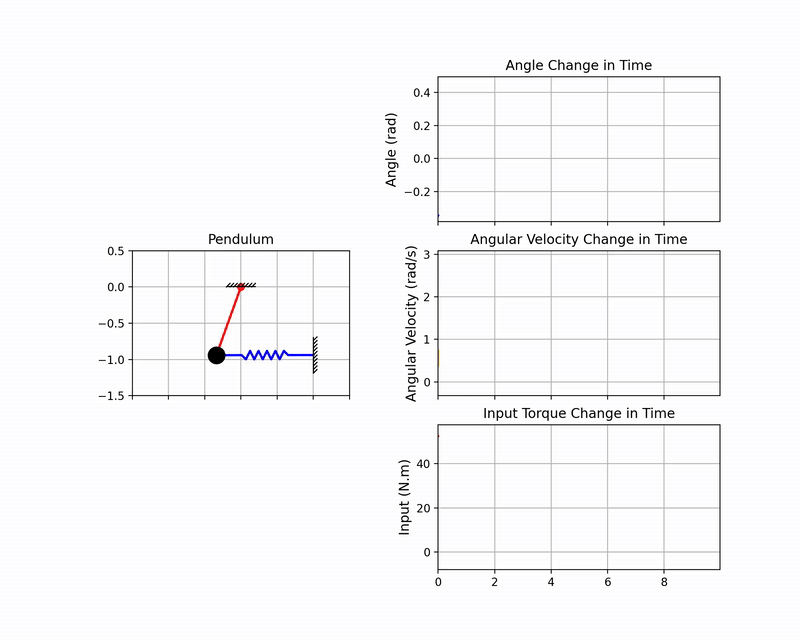 Angle Change in Time
0.4
0.2
0.0
−0.2
Angle (rad)
Pendulum
0.5
0.0
−0.5
−1.0
−1.5
Angular Velocity Change in Time
3
2
1
0
Angular Velocity (rad/s)
Input Torque Change in Time
40
20
0
Input (N.m)
0 2 4 6 8